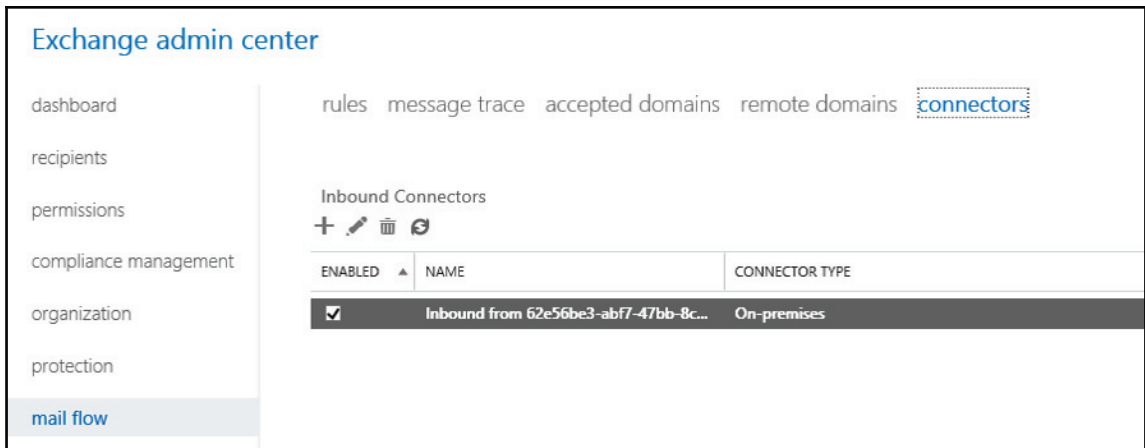 Exchange admin center
dashboard
recipients
permissions
compliance management
organization
protection
mail flow
rules message trace accepted domains remote domains connectors
Inbound Connectors
ENABLED NAME CONNECTOR TYPE
Inbound from 62e56be3-abf7-47bb-8c... On-premises